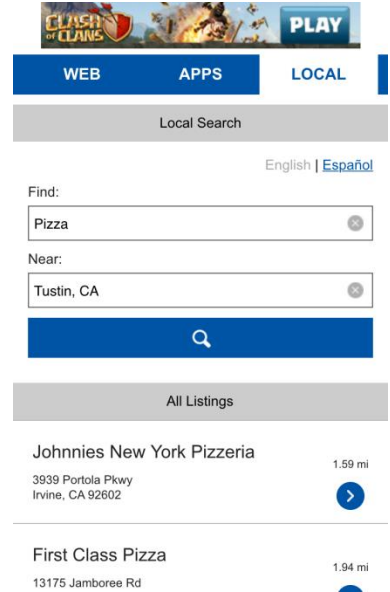 CLASH
of CLANS
PLAY
WEB APPS LOCAL
Local Search
English | Español
Find:
Pizza
Near:
Tustin, CA
All Listings
Johnnies New York Pizzeria
1.59 mi
3939 Portola Pkwy
Irvine, CA 92602
First Class Pizza
1.94 mi
13175 Jamboree Rd